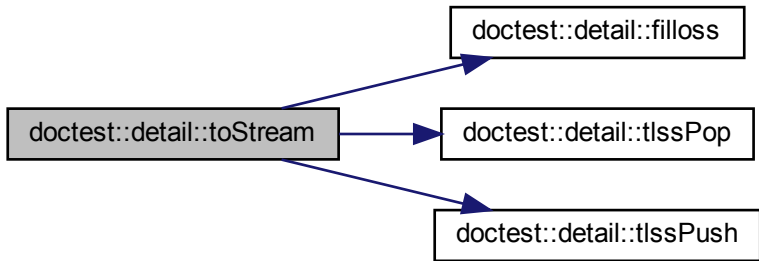 doctest::detail::filloss
doctest::detail::toStream
doctest::detail::tlssPop
doctest::detail::tlssPush